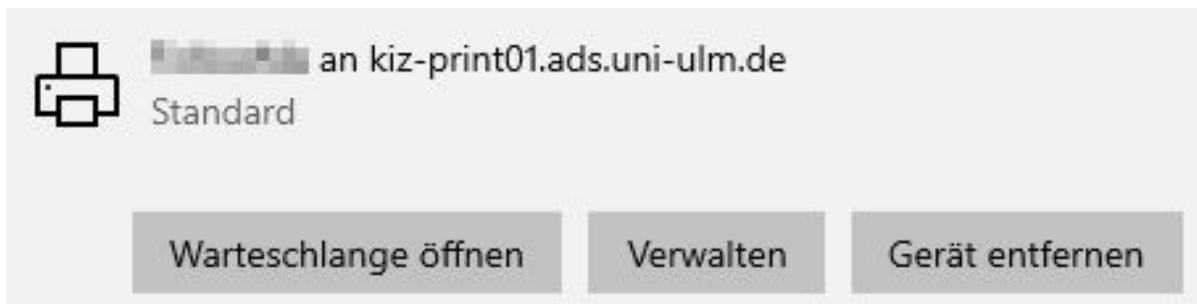 an kiz-print01.ads.uni-ulm.de
Standard
Warteschlange öffnen Verwalten Gerät entfernen